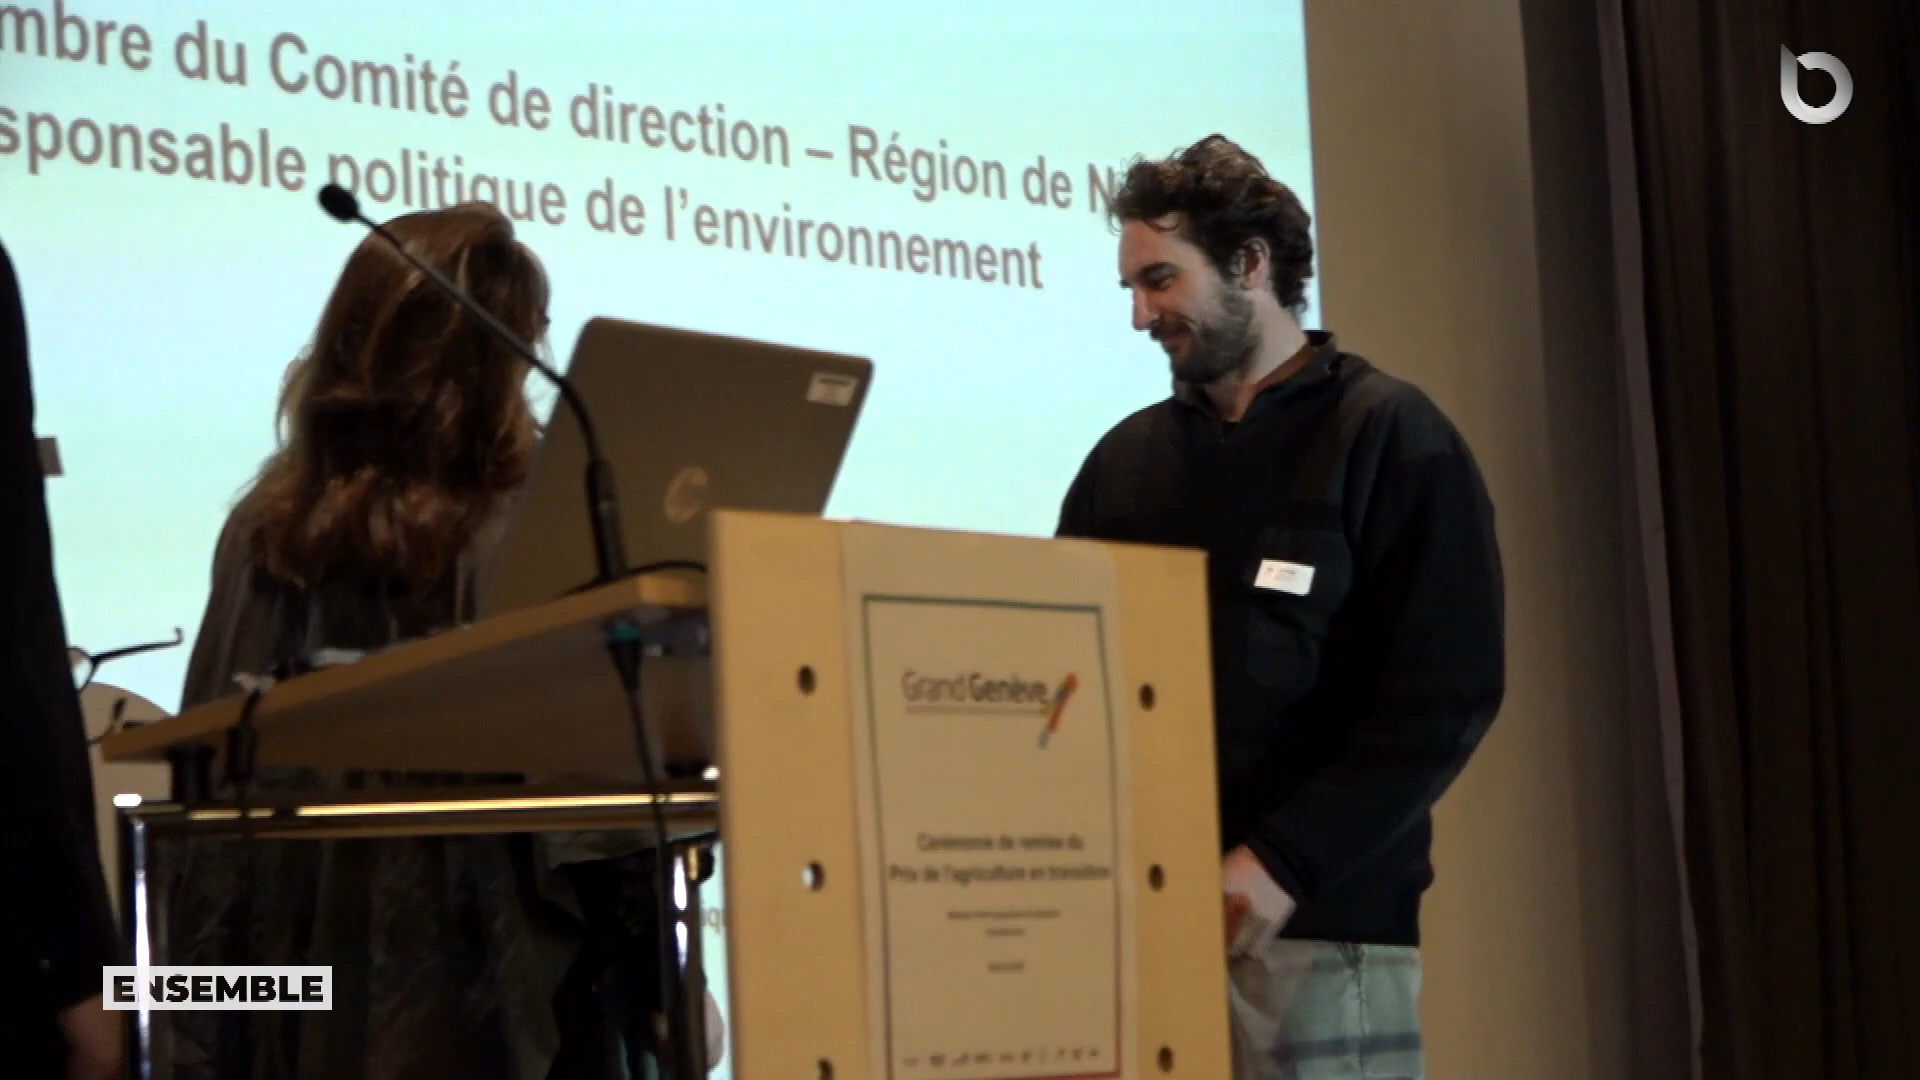 mbre du Comité de direction – Région de N
sponsable politique de l'environnement
Grand Genève
Cérémonie de remise du
Prix de l'agriculture en transition
ENSEMBLE